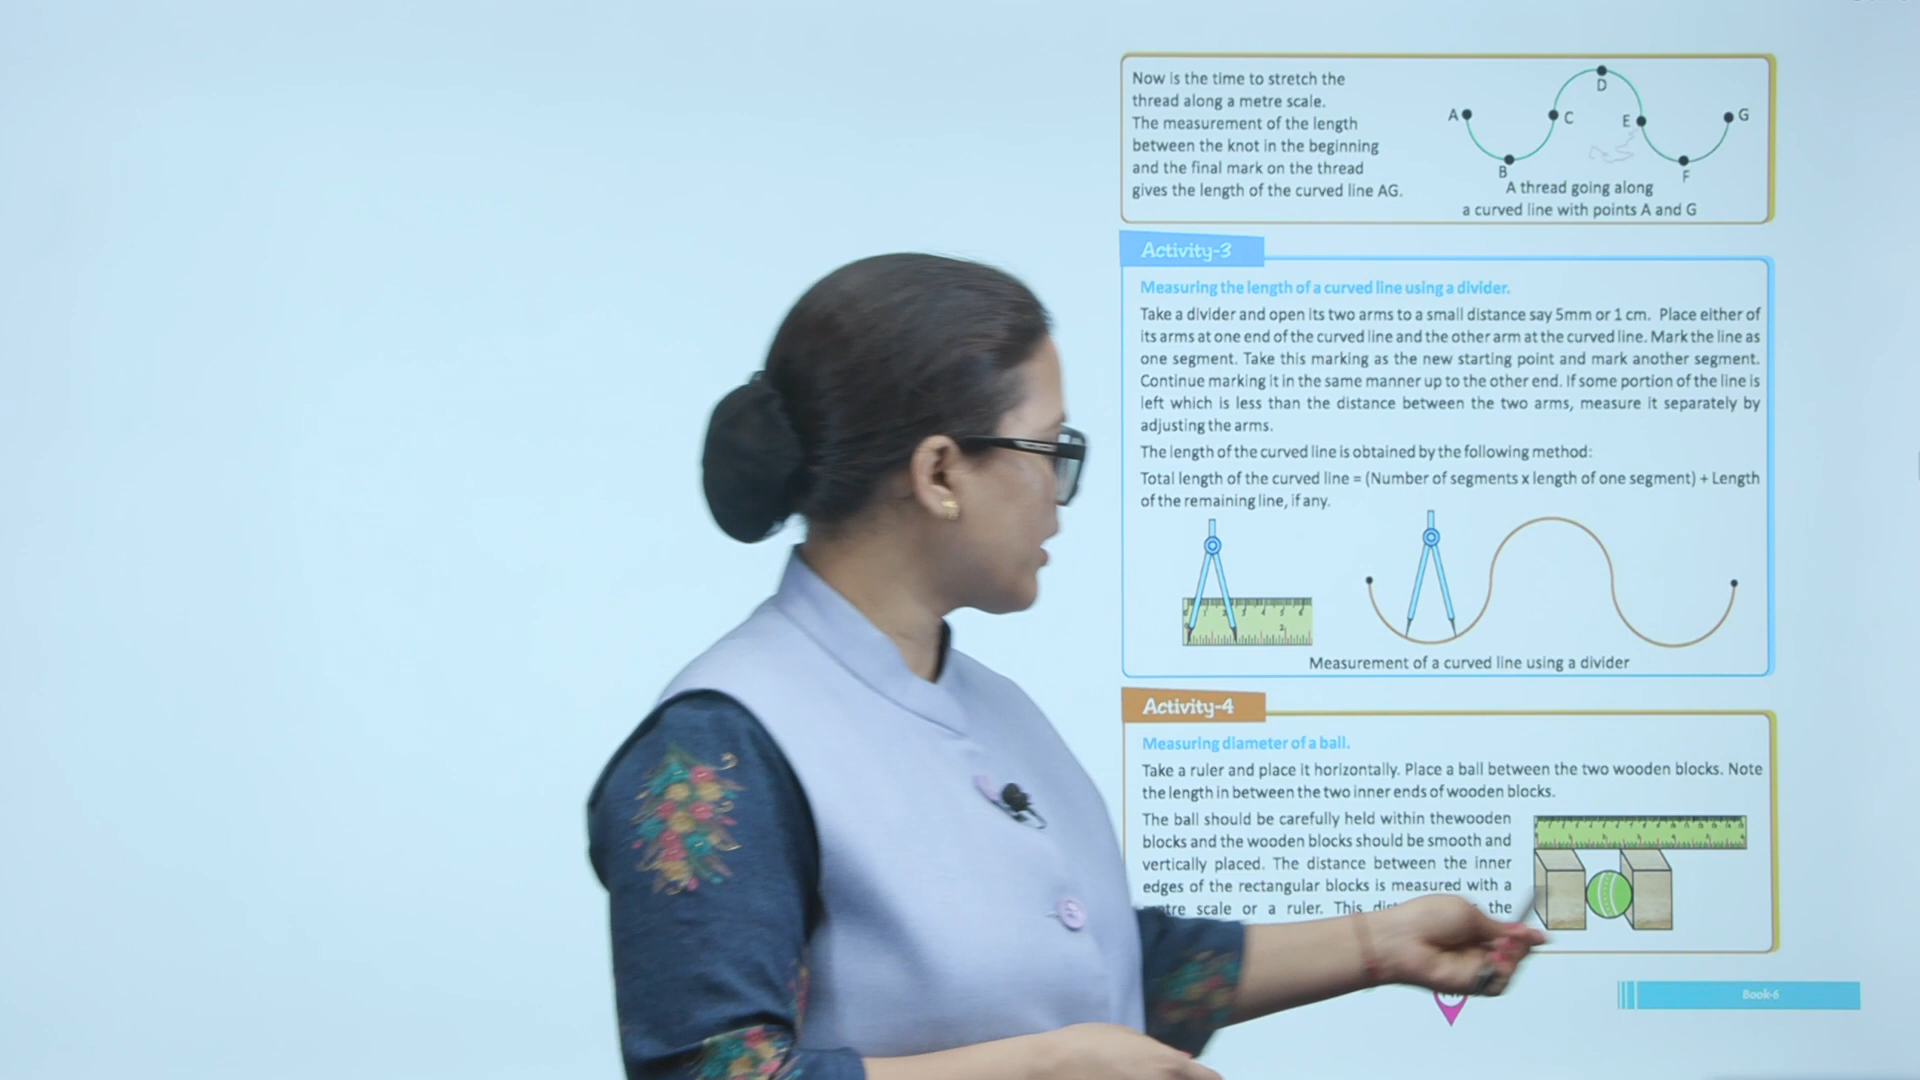 Now is the time to stretch the
thread along a metre scale.
The measurement of the length
between the knot in the beginning
and the final mark on the thread
gives the length of the curved line AG.
A
B
C
D
E
F
G
A thread going along
a curved line with points A and G
Activity-3
Measuring the length of a curved line using a divider.
Take a divider and open its two arms to a small distance say 5mm or 1 cm. Place either of
its arms at one end of the curved line and the other arm at the curved line. Mark the line as
one segment. Take this marking as the new starting point and mark another segment.
Continue marking it in the same manner up to the other end. If some portion of the line is
left which is less than the distance between the two arms, measure it separately by
adjusting the arms.
The length of the curved line is obtained by the following method:
Total length of the curved line = (Number of segments x length of one segment) + Length
of the remaining line, if any.
Measurement of a curved line using a divider
Activity-4
Measuring diameter of a ball.
Take a ruler and place it horizontally. Place a ball between the two wooden blocks. Note
the length in between the two inner ends of wooden blocks.
The ball should be carefully held within thewooden
blocks and the wooden blocks should be smooth and
vertically placed. The distance between the inner
edges of the rectangular blocks is measured with a
scale or a ruler. This the
Book-6